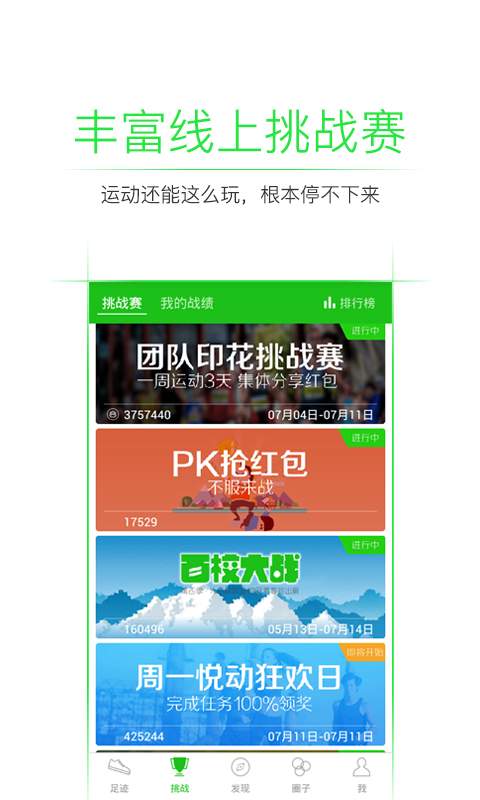 丰富线上挑战赛
运动还能这么玩，根本停不下来
挑战赛 我的战绩 排行榜
进行中
团队印花挑战赛
一周运动3天 集体分享红包
3757440 07月04日-07月11日
进行中
PK抢红包
不服来战
17529
进行中
百校大战
160496 05月13日-07月14日
即将开始
周一悦动狂欢日
完成任务100%领奖
425244 07月11日-07月11日
足迹 挑战 发现 圈子 我